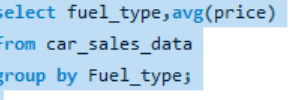 select fuel_type,avg(price)
from car_sales_data
group by Fuel_type;